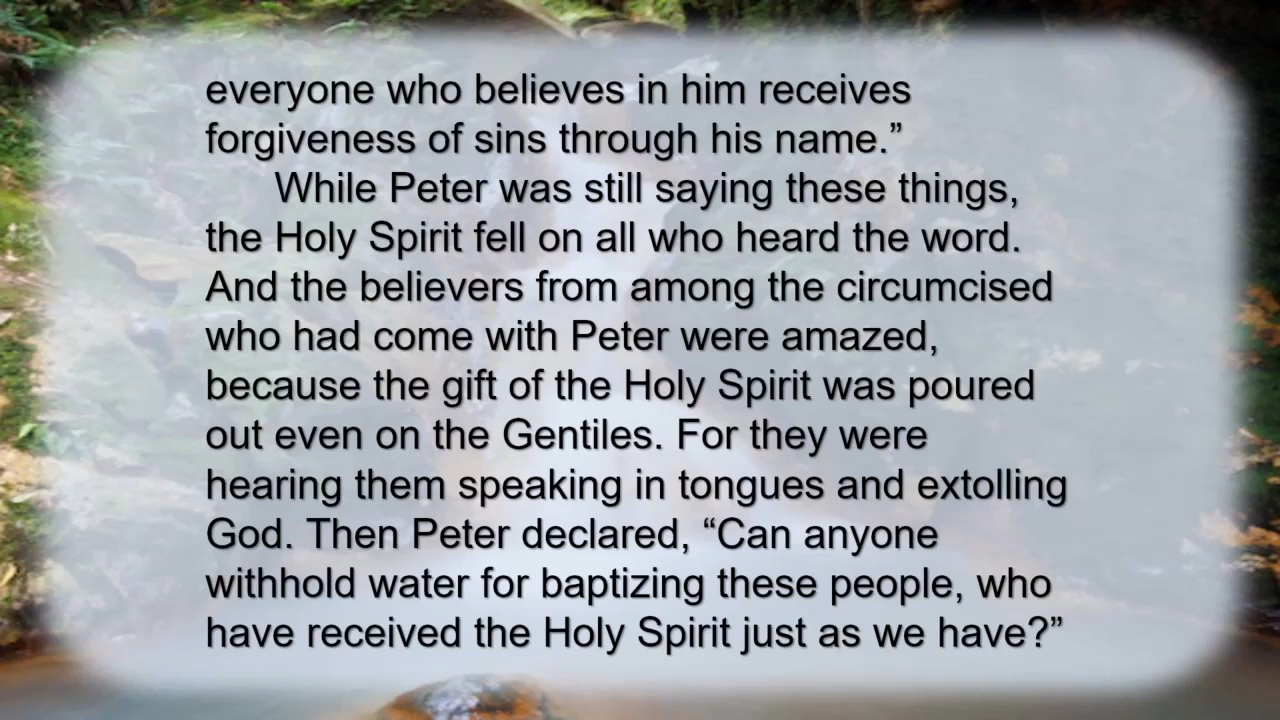 everyone who believes in him receives
forgiveness of sins through his name.”
While Peter was still saying these things,
the Holy Spirit fell on all who heard the word.
And the believers from among the circumcised
who had come with Peter were amazed,
because the gift of the Holy Spirit was poured
out even on the Gentiles. For they were
hearing them speaking in tongues and extolling
God. Then Peter declared, “Can anyone
withhold water for baptizing these people, who
have received the Holy Spirit just as we have?”